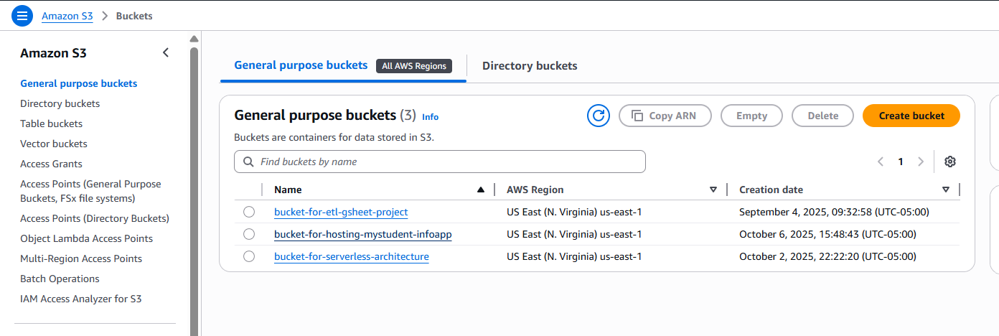 Amazon S3 > Buckets
Amazon S3
General purpose buckets
Directory buckets
Table buckets
Vector buckets
Access Grants
Access Points (General Purpose
Buckets, FSx file systems)
Access Points (Directory Buckets)
Object Lambda Access Points
Multi-Region Access Points
Batch Operations
IAM Access Analyzer for S3
General purpose buckets All AWS Regions Directory buckets
General purpose buckets (3) Info Copy ARN Empty Delete Create bucket
Buckets are containers for data stored in S3.
Find buckets by name 1
Name AWS Region Creation date
bucket-for-etl-gsheet-project US East (N. Virginia) us-east-1 September 4, 2025, 09:32:58 (UTC-05:00)
bucket-for-hosting-mystudent-infoapp US East (N. Virginia) us-east-1 October 6, 2025, 15:48:43 (UTC-05:00)
bucket-for-serverless-architecture US East (N. Virginia) us-east-1 October 2, 2025, 22:22:20 (UTC-05:00)